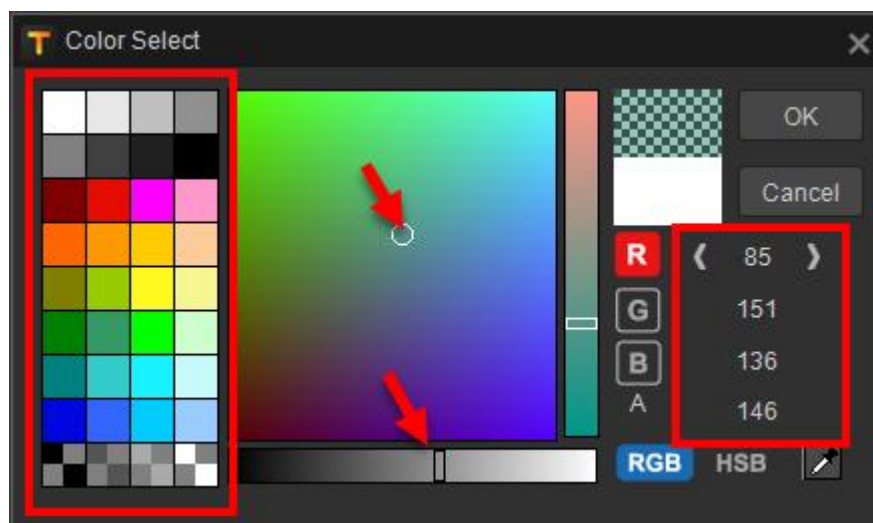 T Color Select
OK
Cancel
R 85
G 151
B 136
A 146
RGB HSB